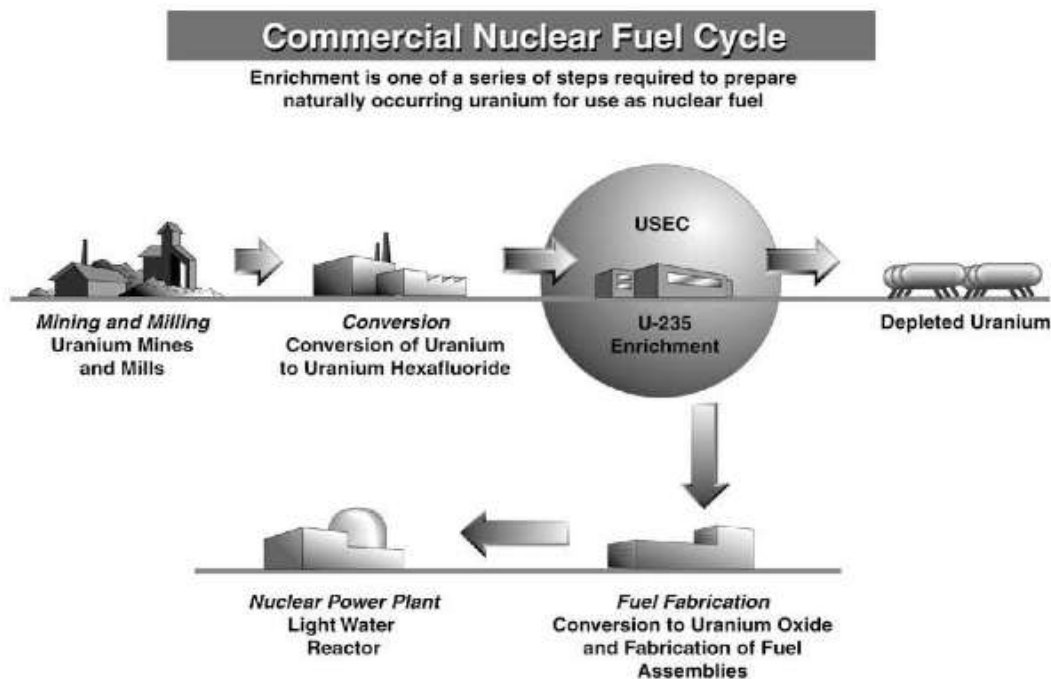 Commercial Nuclear Fuel Cycle
Enrichment is one of a series of steps required to prepare
naturally occurring uranium for use as nuclear fuel
USEC
U-235
Enrichment
Mining and Milling
Uranium Mines
and Mills
Conversion
Conversion of Uranium
to Uranium Hexafluoride
Depleted Uranium
Nuclear Power Plant
Light Water
Reactor
Fuel Fabrication
Conversion to Uranium Oxide
and Fabrication of Fuel
Assemblies